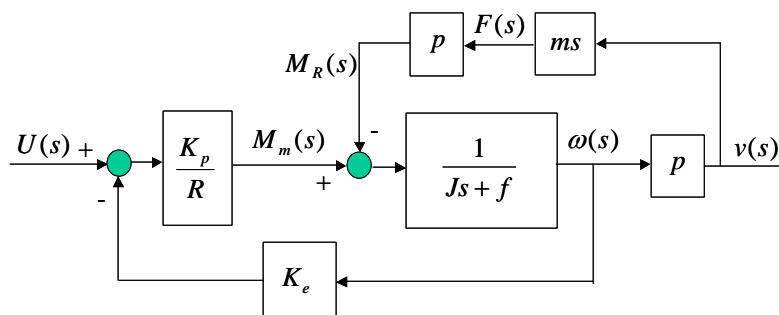 p
F(s)
ms
M_R(s)
U(s) +
K_p
R
M_m(s)
-
+
1
Js + f
ω(s)
p
v(s)
-
K_e